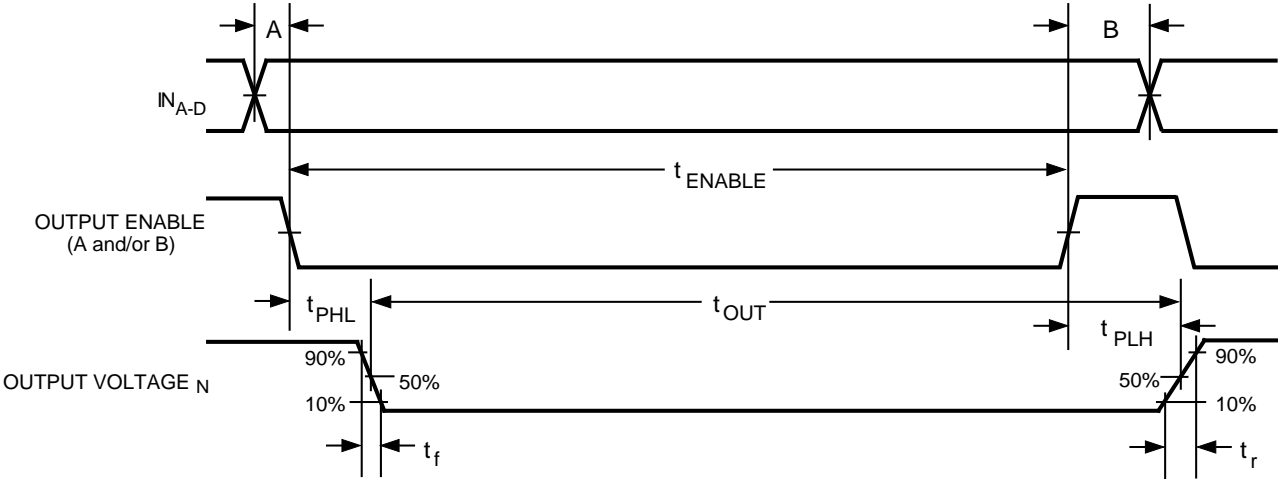 A
B
IN A-D
t ENABLE
OUTPUT ENABLE
(A and/or B)
t PHL
t OUT
t PLH
90%
90%
OUTPUT VOLTAGE N
50%
50%
10%
10%
t f
t r